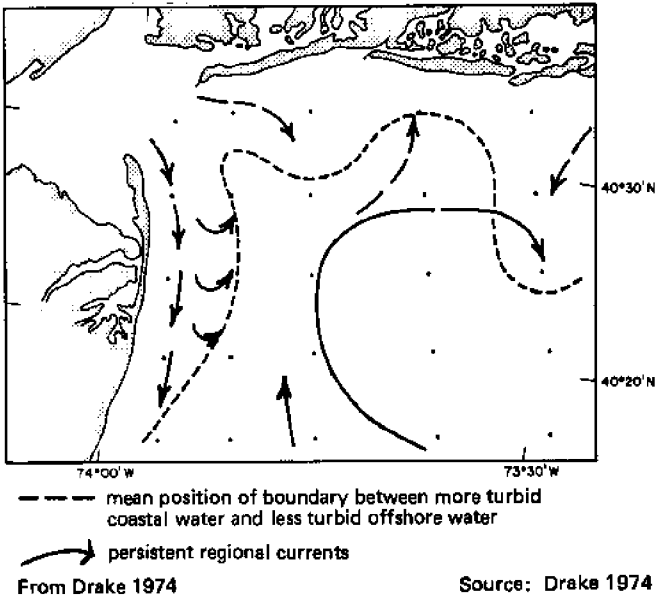 40°30'N
40°20'N
74°00'W
73°30'W
mean position of boundary between more turbid
coastal water and less turbid offshore water
persistent regional currents
From Drake 1974
Source: Drake 1974